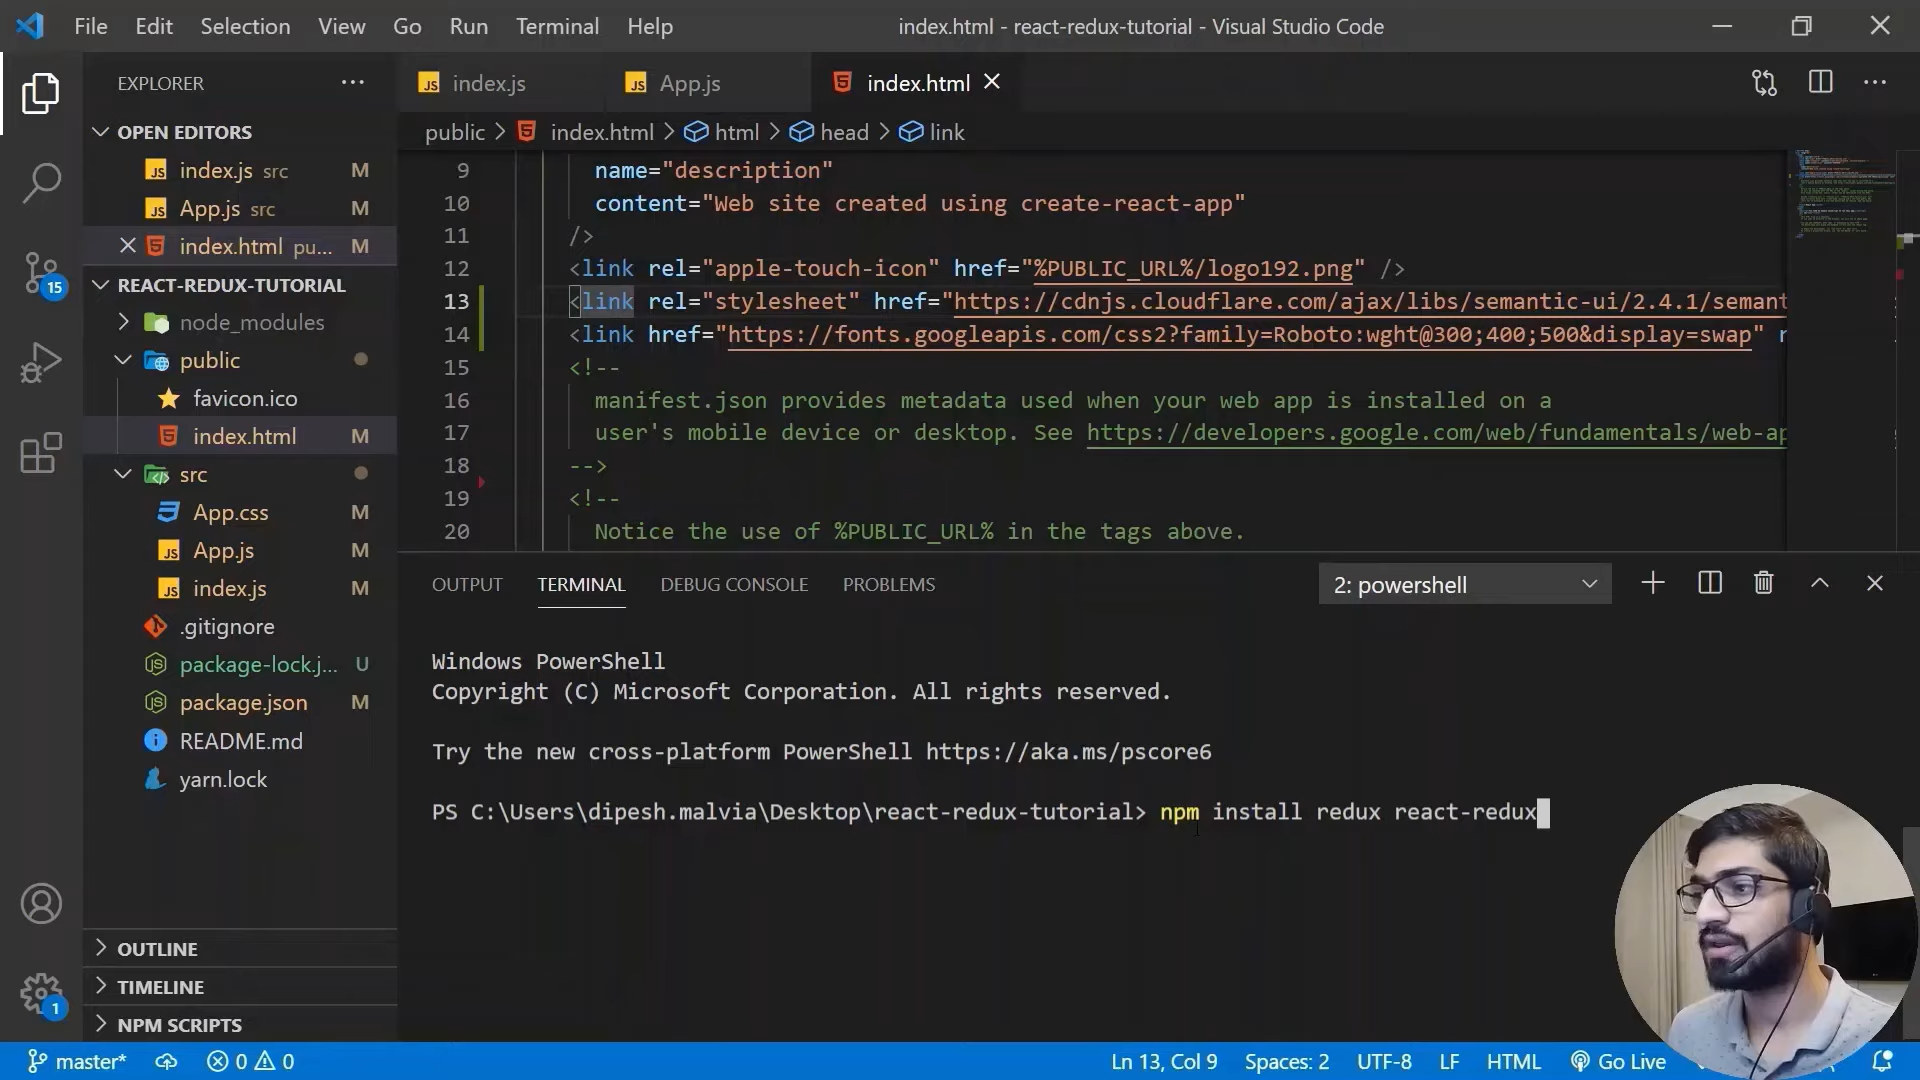 File Edit Selection View Go Run Terminal Help
index.html - react-redux-tutorial - Visual Studio Code
EXPLORER
OPEN EDITORS
index.js src M
App.js src M
index.html pu... M
REACT-REDUX-TUTORIAL
node_modules
public
favicon.ico
index.html M
src
App.css M
App.js M
index.js M
.gitignore
package-lock.j... U
package.json M
README.md
yarn.lock
OUTLINE
TIMELINE
NPM SCRIPTS
15
1
index.js
App.js
index.html
public > index.html > html > head > link
9 name="description"
10 content="Web site created using create-react-app"
11 />
12 <link rel="apple-touch-icon" href="%PUBLIC_URL%/logo192.png" />
13 <link rel="stylesheet" href="https://cdnjs.cloudflare.com/ajax/libs/semantic-ui/2.4.1/semant
14 <link href="https://fonts.googleapis.com/css2?family=Roboto:wght@300;400;500&display=swap" r
15 <!--
16 manifest.json provides metadata used when your web app is installed on a
17 user's mobile device or desktop. See https://developers.google.com/web/fundamentals/web-ap
18 -->
19 <!--
20 Notice the use of %PUBLIC_URL% in the tags above.
OUTPUT TERMINAL DEBUG CONSOLE PROBLEMS
2: powershell
Windows PowerShell
Copyright (C) Microsoft Corporation. All rights reserved.
Try the new cross-platform PowerShell https://aka.ms/pscore6
PS C:\Users\dipesh.malvia\Desktop\react-redux-tutorial> npm install redux react-redux
master* 0 0
Ln 13, Col 9 Spaces: 2 UTF-8 LF HTML Go Live